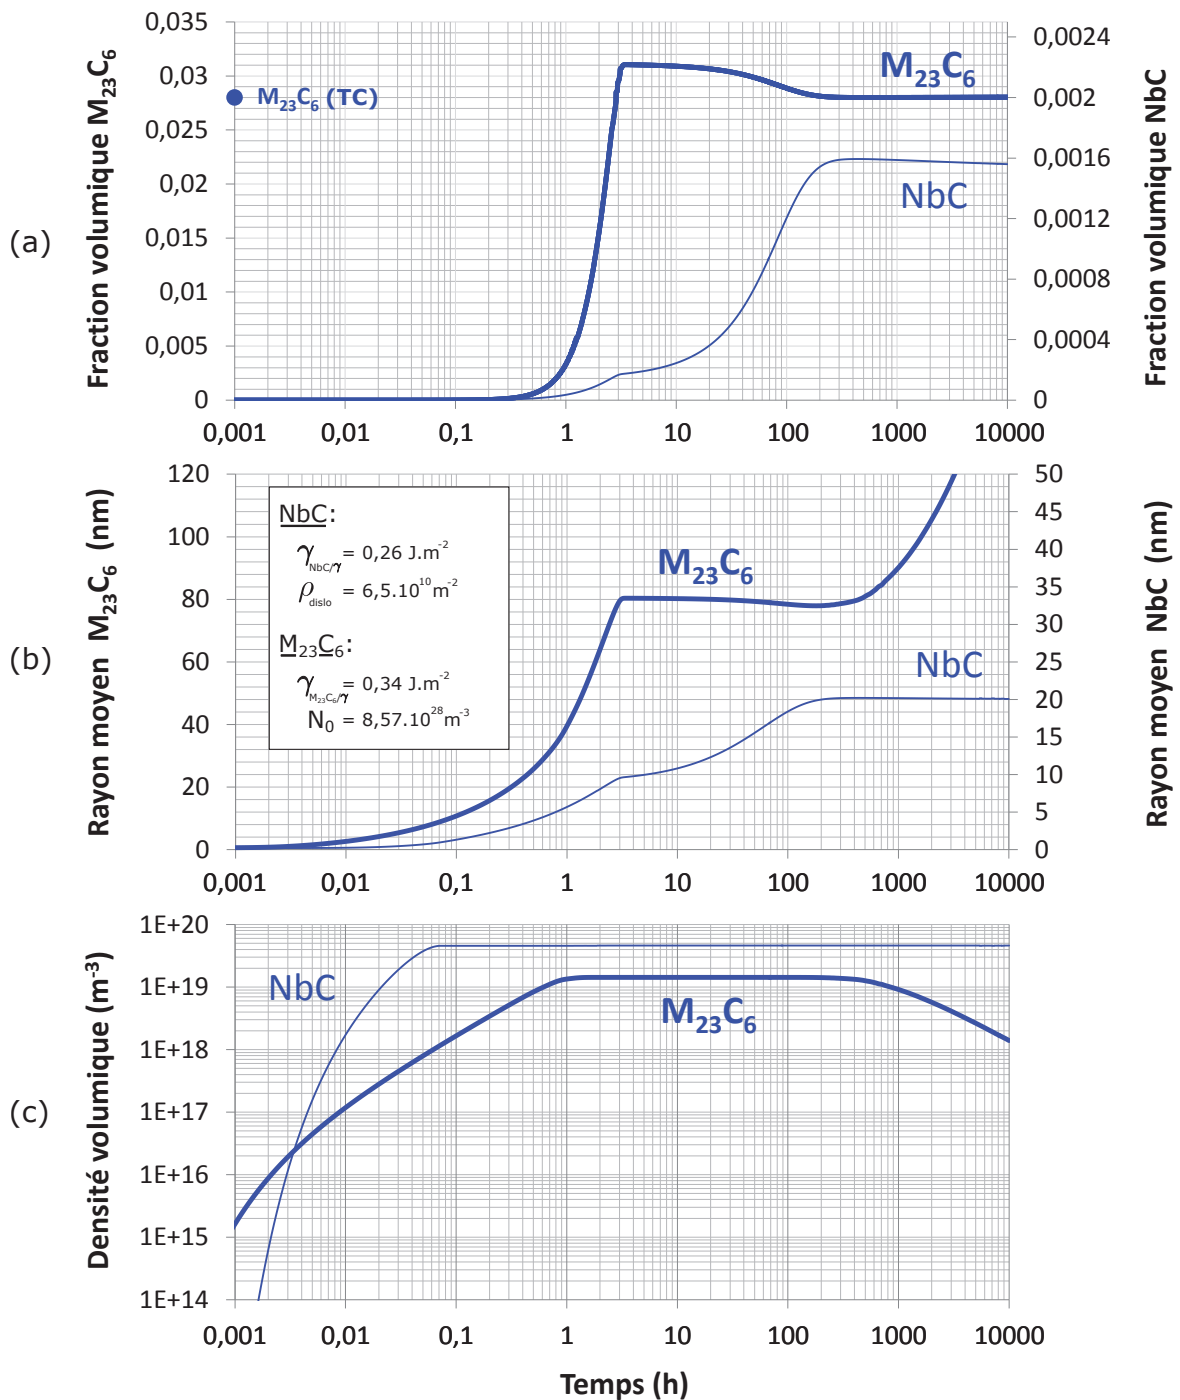 (a)
Fraction volumique M₂₃C₆
0,035
0,03
0,025
0,02
0,015
0,01
0,005
0
M₂₃C₆ (TC)
M₂₃C₆
NbC
0,0024
0,002
0,0016
0,0012
0,0008
0,0004
0
Fraction volumique NbC
0,001 0,01 0,1 1 10 100 1000 10000
(b)
Rayon moyen M₂₃C₆ (nm)
120
100
80
60
40
20
0
NbC:
γ NbC/γ = 0,26 J.m⁻²
ρ dislo = 6,5.10¹⁰m⁻²
M₂₃C₆:
γ M₂₃C₆/γ = 0,34 J.m⁻²
N₀ = 8,57.10²⁸m⁻³
M₂₃C₆
NbC
50
45
40
35
30
25
20
15
10
5
0
Rayon moyen NbC (nm)
0,001 0,01 0,1 1 10 100 1000 10000
(c)
Densité volumique (m⁻³)
1E+20
1E+19
1E+18
1E+17
1E+16
1E+15
1E+14
NbC
M₂₃C₆
0,001 0,01 0,1 1 10 100 1000 10000
Temps (h)